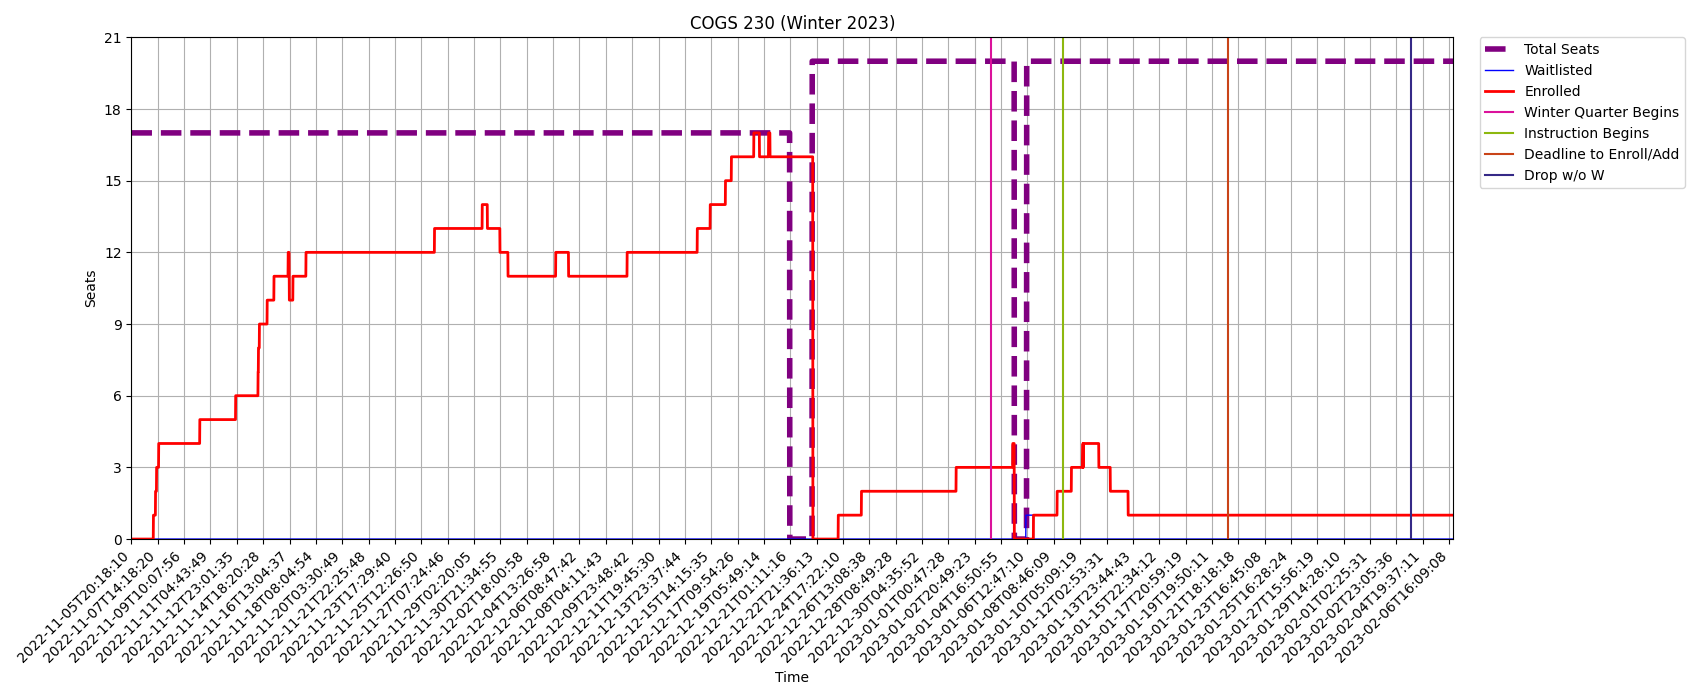 COGS 230 (Winter 2023)
21
18
15
12
9
6
3
0
Seats
Total Seats
Waitlisted
Enrolled
Winter Quarter Begins
Instruction Begins
Deadline to Enroll/Add
Drop w/o W
2022-11-05T20:18:10
2022-11-07T14:18:20
2022-11-09T10:07:56
2022-11-11T04:43:49
2022-11-12T23:01:35
2022-11-14T18:20:28
2022-11-16T13:04:37
2022-11-18T08:04:54
2022-11-20T03:30:49
2022-11-21T22:25:48
2022-11-23T17:29:40
2022-11-25T12:26:50
2022-11-27T07:24:46
2022-11-29T02:20:05
2022-11-30T21:34:55
2022-12-02T18:00:58
2022-12-04T13:26:58
2022-12-06T08:47:42
2022-12-08T04:11:43
2022-12-09T23:48:42
2022-12-11T19:45:30
2022-12-13T23:37:44
2022-12-15T14:15:35
2022-12-17T09:54:26
2022-12-19T05:49:14
2022-12-21T01:11:16
2022-12-22T21:36:13
2022-12-24T17:22:10
2022-12-26T13:08:38
2022-12-28T08:49:28
2022-12-30T04:35:52
2023-01-01T00:47:28
2023-01-02T20:49:23
2023-01-04T16:50:55
2023-01-06T12:47:10
2023-01-08T08:46:09
2023-01-10T05:09:19
2023-01-12T02:53:31
2023-01-13T23:44:43
2023-01-15T22:34:12
2023-01-17T20:59:19
2023-01-19T19:50:11
2023-01-21T18:18:18
2023-01-23T16:45:08
2023-01-25T16:28:24
2023-01-27T15:56:19
2023-01-29T14:28:10
2023-02-01T02:25:31
2023-02-02T23:05:36
2023-02-04T19:37:11
2023-02-06T16:09:08
Time